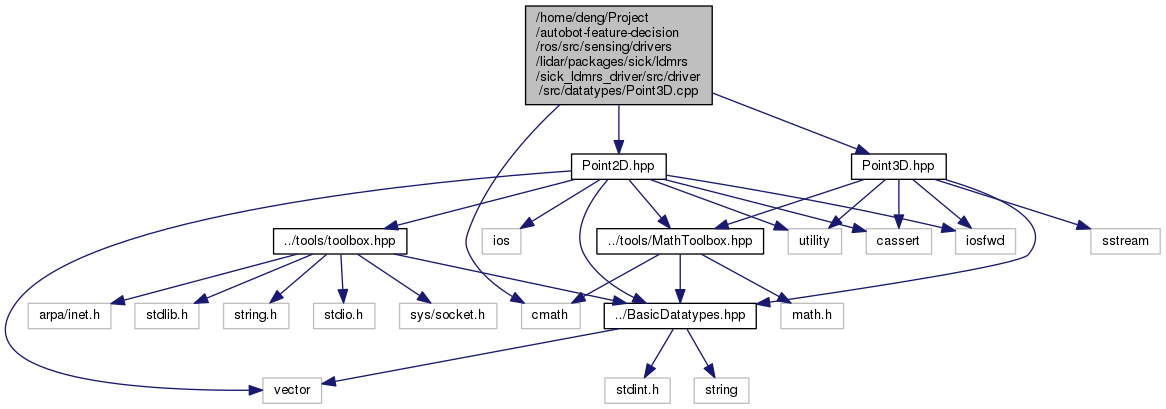 /home/deng/Project
/autobot-feature-decision
/ros/src/sensing/drivers
/lidar/packages/sick/ldmrs
/sick_ldmrs_driver/src/driver
/src/datatypes/Point3D.cpp
Point2D.hpp
Point3D.hpp
../tools/toolbox.hpp
ios
../tools/MathToolbox.hpp
utility
cassert
iosfwd
sstream
arpa/inet.h
stdlib.h
string.h
stdio.h
sys/socket.h
cmath
../BasicDatatypes.hpp
math.h
vector
stdint.h
string